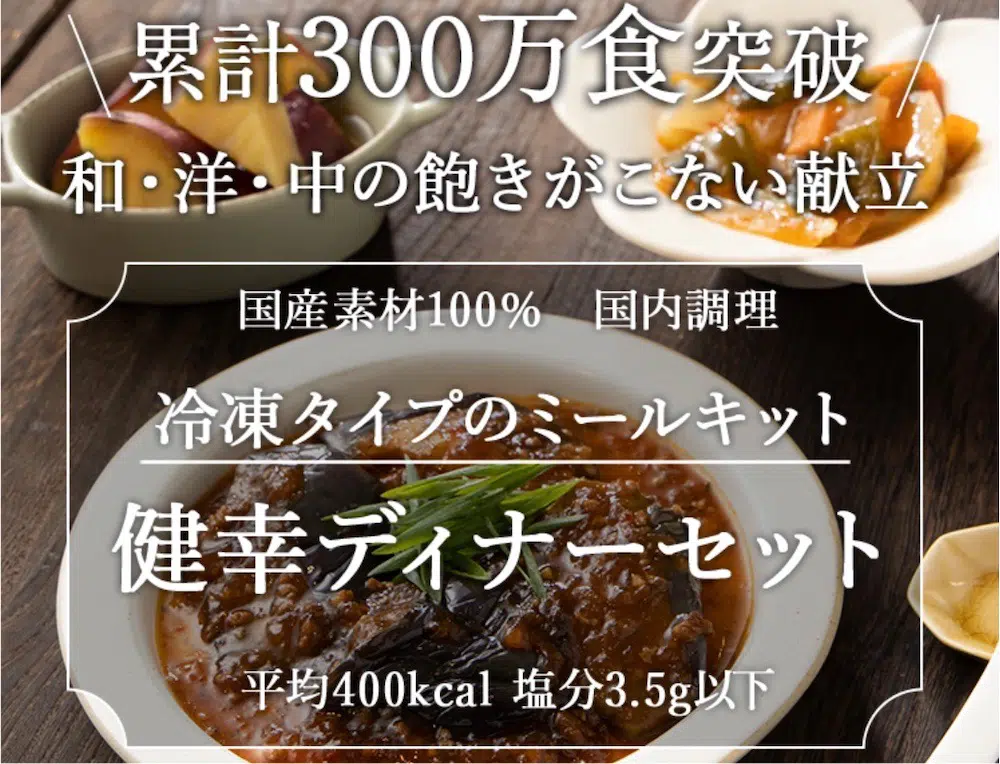 累計300万食突破
和・洋・中の飽きがこない献立
国産素材100% 国内調理
冷凍タイプのミールキット
健幸ディナーセット
平均400kcal 塩分3.5g以下